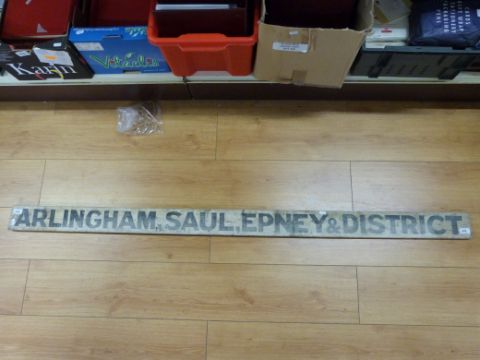 ARLINGHAM, SAUL, EPNEY & DISTRICT